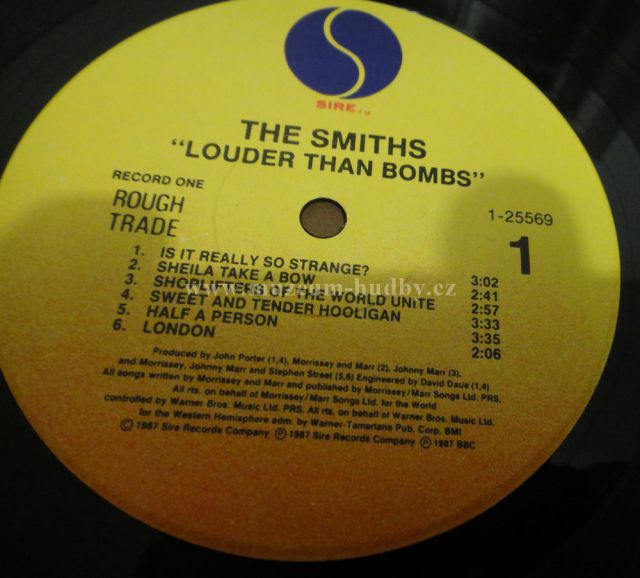 SIRE™
THE SMITHS
"LOUDER THAN BOMBS"
RECORD ONE
ROUGH
TRADE
1-25569
1
1. IS IT REALLY SO STRANGE? 3:02
2. SHEILA TAKE A BOW 2:41
3. SHOPLIFTERS OF THE WORLD UNITE 2:57
4. SWEET AND TENDER HOOLIGAN 3:33
5. HALF A PERSON 3:35
6. LONDON 2:06
www.muzeum-hudby.cz
Produced by John Porter (1,4), Morrissey and Marr (2), Johnny Marr (3),
and Morrissey, Johnny Marr and Stephen Street (5,6) Engineered by David Daus (1,4)
All songs written by Morrissey and Marr and published by Morrissey/Marr Songs Ltd. PRS.
All rts. on behalf of Morrissey/Marr Songs Ltd. for the World
controlled by Warner Bros. Music Ltd. PRS. All rts. on behalf of Warner Bros. Music Ltd.
for the Western Hemisphere adm. by Warner-Tamerlane Pub. Corp. BMI
© 1987 Sire Records Company ℗ 1987 Sire Records Company ℗ 1987 BBC